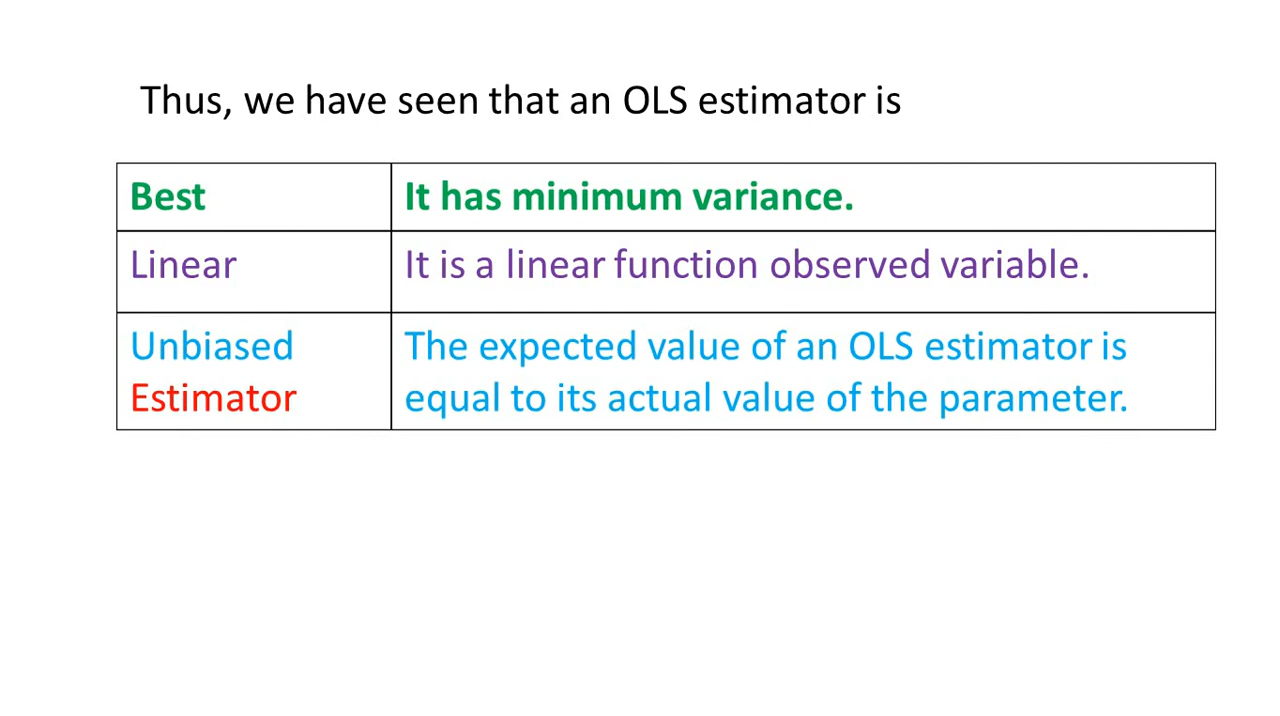 Thus, we have seen that an OLS estimator is
Best It has minimum variance.
Linear It is a linear function observed variable.
Unbiased The expected value of an OLS estimator is
Estimator equal to its actual value of the parameter.